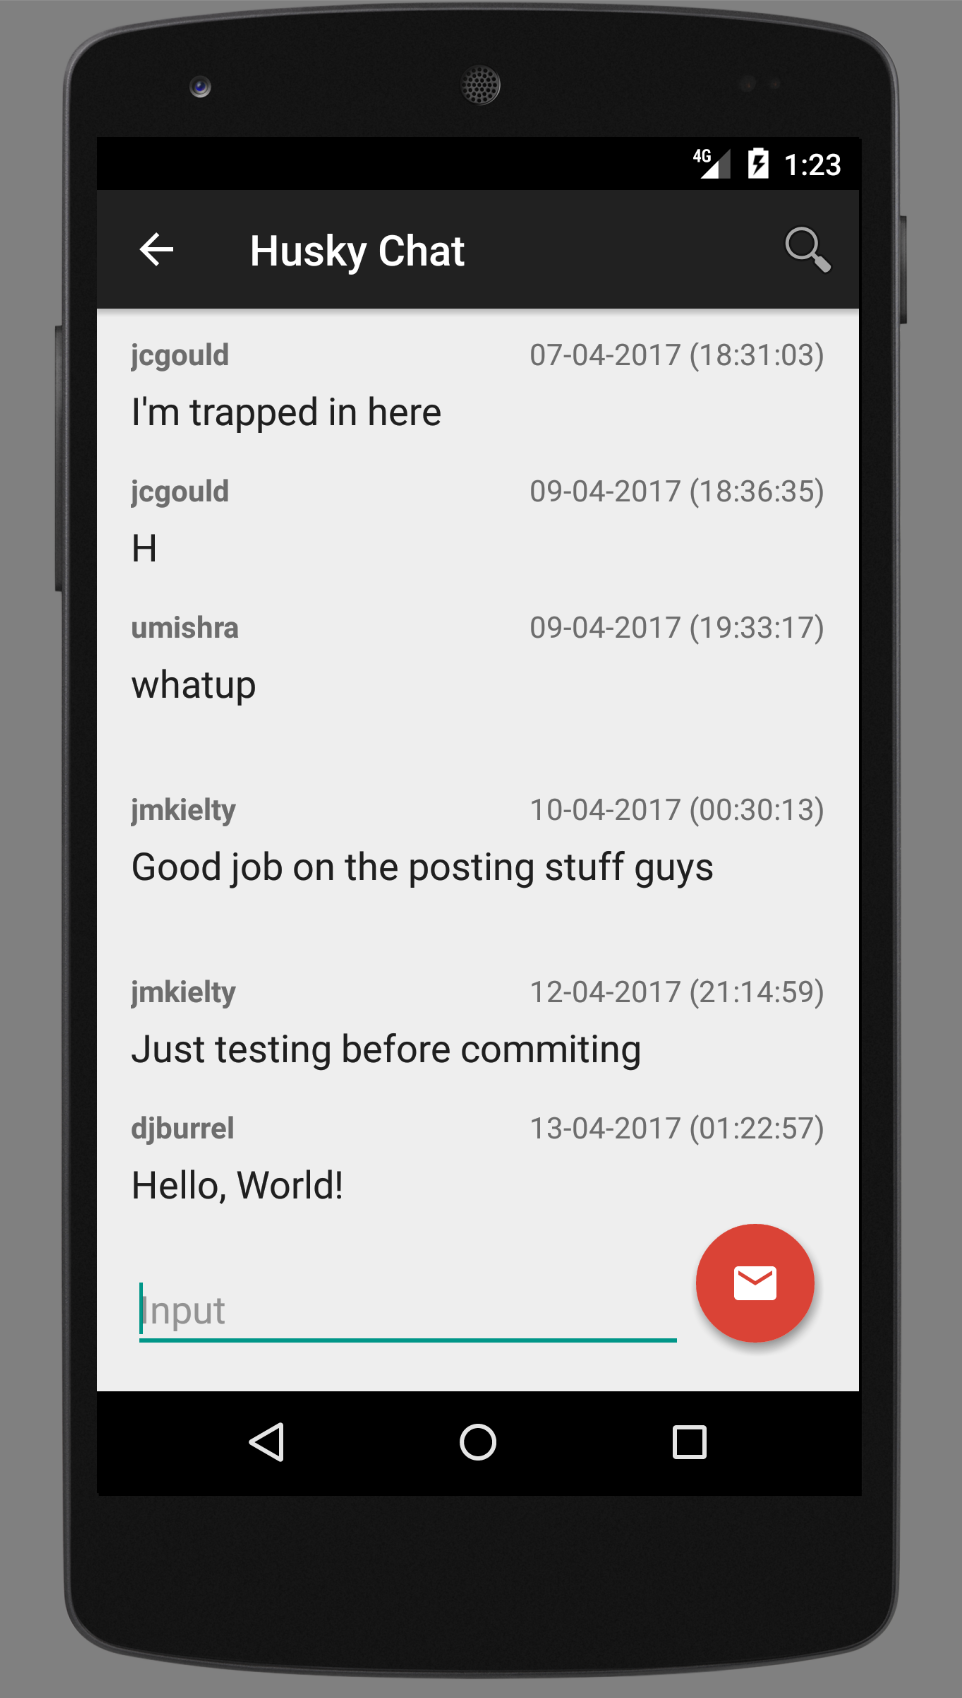 4G 1:23
Husky Chat
jcgould 07-04-2017 (18:31:03)
I'm trapped in here
jcgould 09-04-2017 (18:36:35)
H
umishra 09-04-2017 (19:33:17)
whatup
jmkielty 10-04-2017 (00:30:13)
Good job on the posting stuff guys
jmkielty 12-04-2017 (21:14:59)
Just testing before commiting
djburrel 13-04-2017 (01:22:57)
Hello, World!
Input